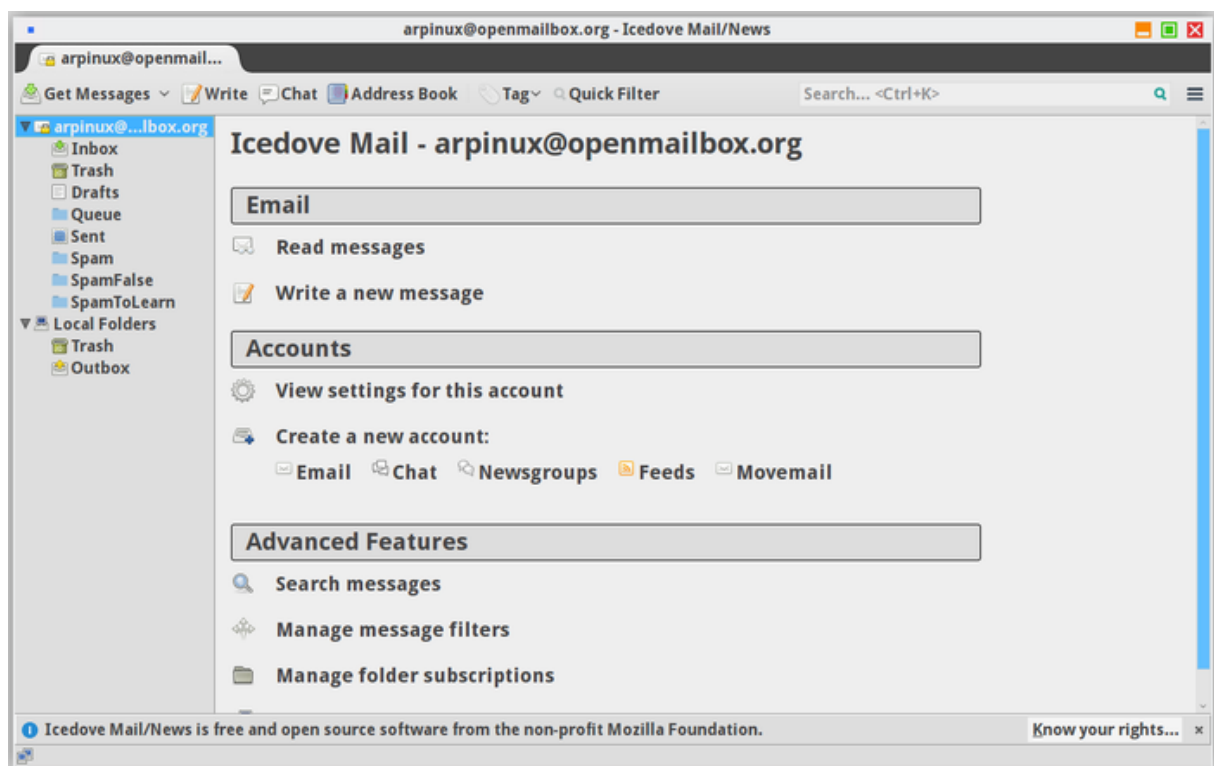 arpinux@openmailbox.org - Icedove Mail/News
arpinux@openmail...
Get Messages Write Chat Address Book Tag Quick Filter Search... <Ctrl+K>
arpinux@...lbox.org
Inbox
Trash
Drafts
Queue
Sent
Spam
SpamFalse
SpamToLearn
Local Folders
Trash
Outbox
Icedove Mail - arpinux@openmailbox.org
Email
Read messages
Write a new message
Accounts
View settings for this account
Create a new account:
Email Chat Newsgroups Feeds Movemail
Advanced Features
Search messages
Manage message filters
Manage folder subscriptions
Icedove Mail/News is free and open source software from the non-profit Mozilla Foundation. Know your rights...